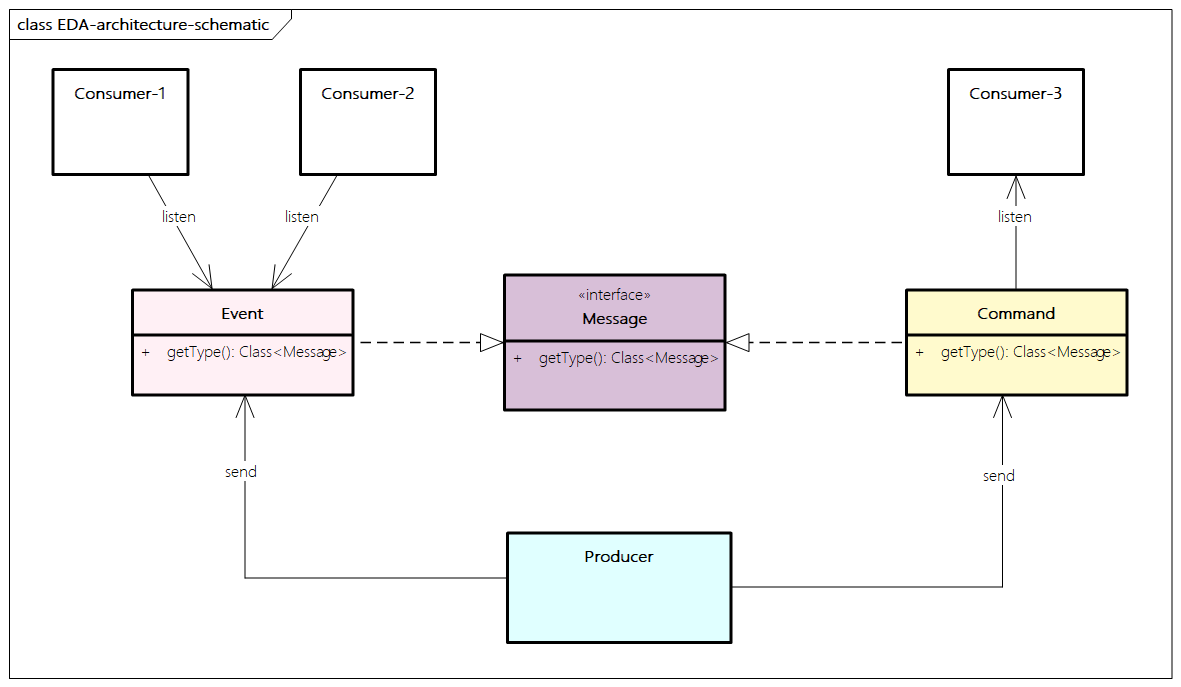 class EDA-architecture-schematic
Consumer-1
Consumer-2
Consumer-3
listen
listen
listen
Event
+ getType(): Class<Message>
«interface»
Message
+ getType(): Class<Message>
Command
+ getType(): Class<Message>
send
send
Producer